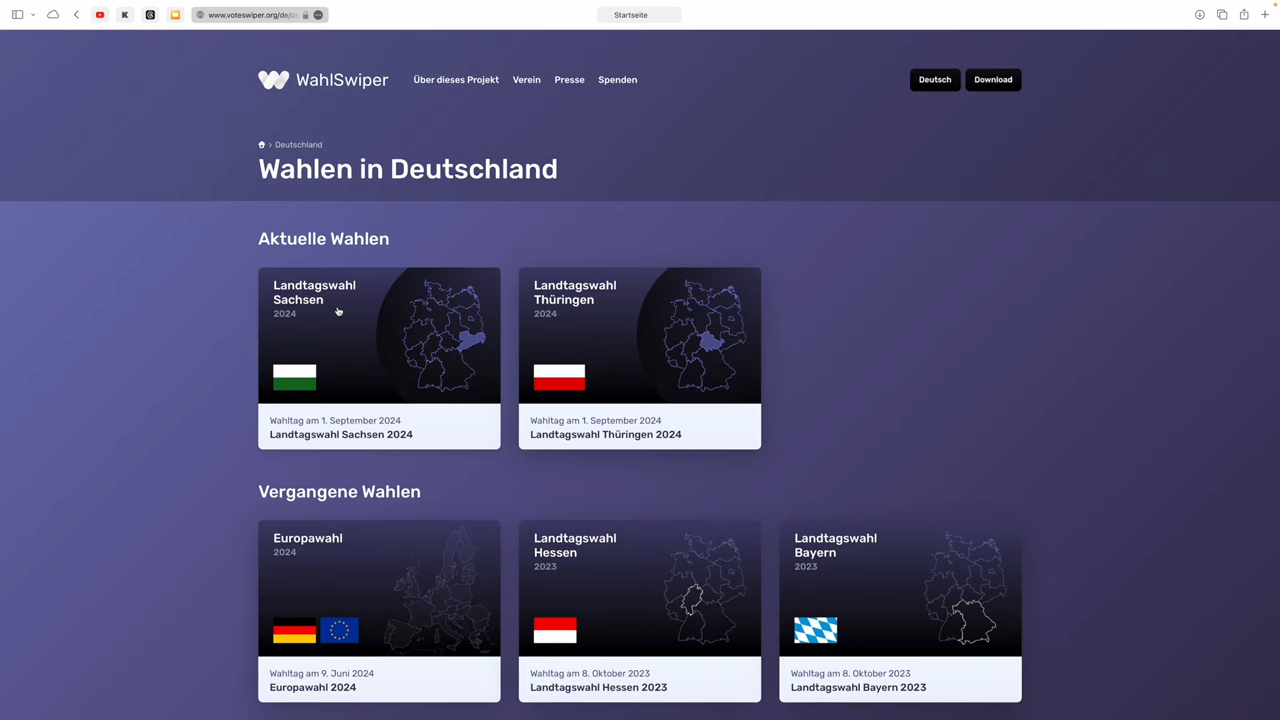 K
www.voteswiper.org/de/de
Startseite
WahlSwiper
Über dieses Projekt
Verein
Presse
Spenden
Deutsch
Download
Deutschland
Wahlen in Deutschland
Aktuelle Wahlen
Landtagswahl
Sachsen
2024
Wahltag am 1. September 2024
Landtagswahl Sachsen 2024
Landtagswahl
Thüringen
2024
Wahltag am 1. September 2024
Landtagswahl Thüringen 2024
Vergangene Wahlen
Europawahl
2024
Wahltag am 9. Juni 2024
Europawahl 2024
Landtagswahl
Hessen
2023
Wahltag am 8. Oktober 2023
Landtagswahl Hessen 2023
Landtagswahl
Bayern
2023
Wahltag am 8. Oktober 2023
Landtagswahl Bayern 2023